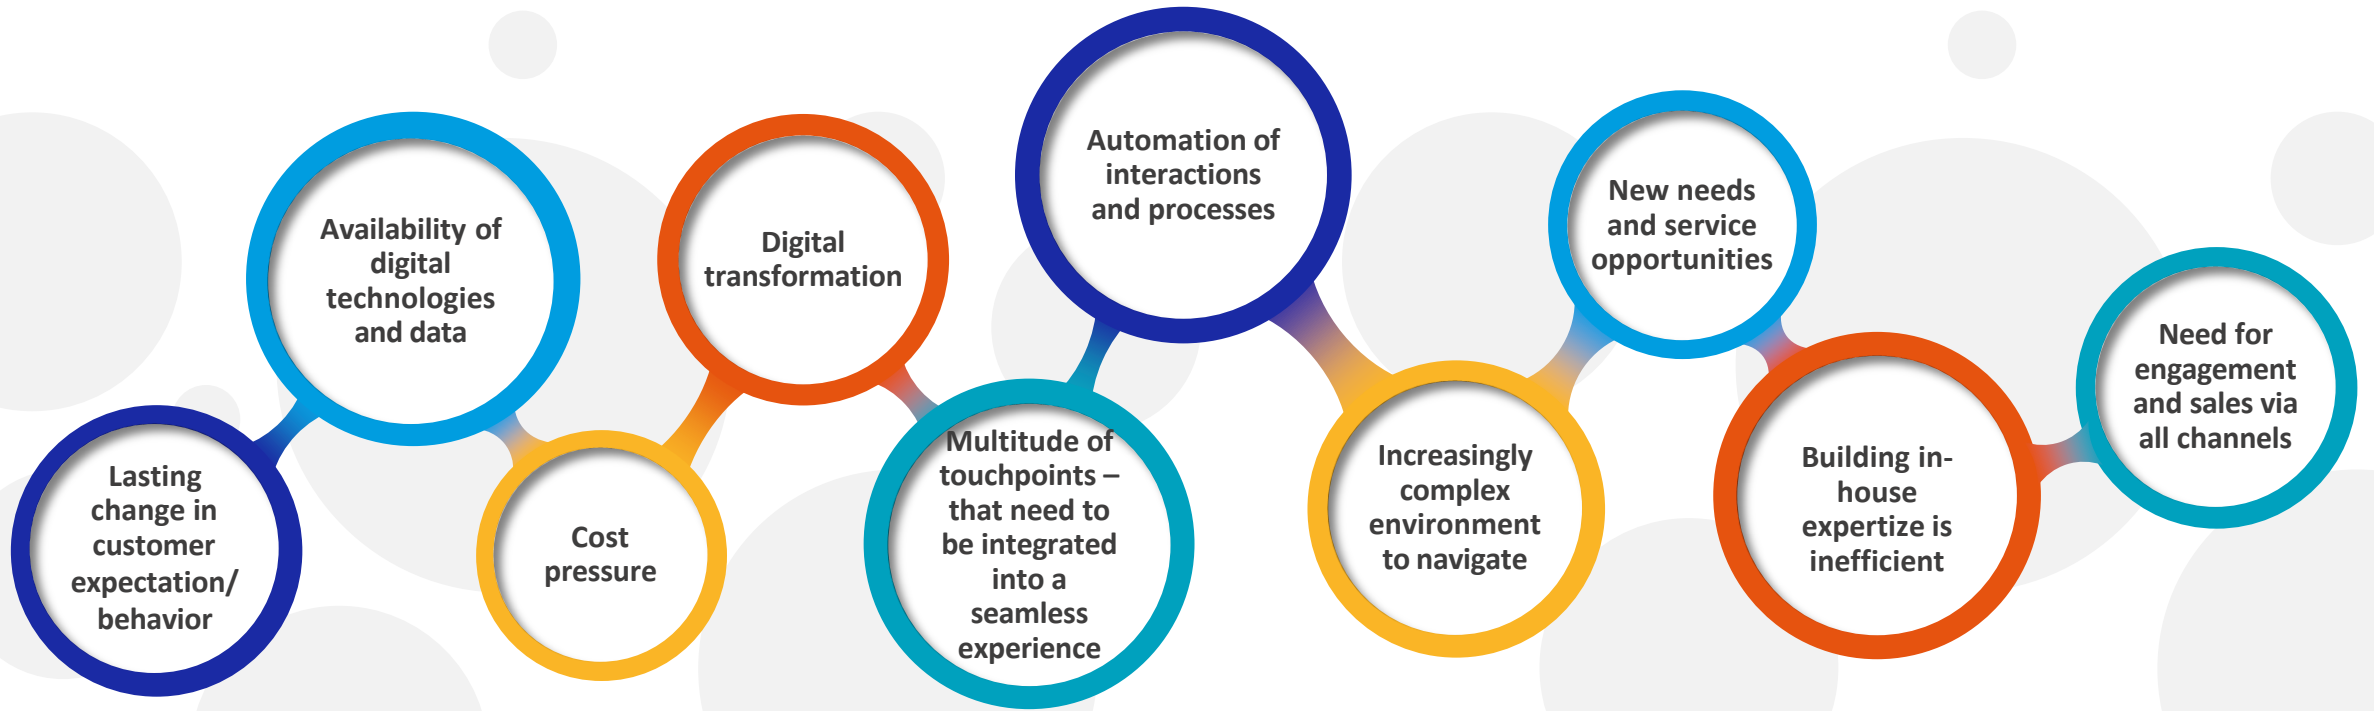 Lasting
change in
customer
expectation/
behavior
Availability of
digital
technologies
and data
Cost
pressure
Digital
transformation
Multitude of
touchpoints –
that need to
be integrated
into a
seamless
experience
Automation of
interactions
and processes
Increasingly
complex
environment
to navigate
New needs
and service
opportunities
Building in-
house
expertize is
inefficient
Need for
engagement
and sales via
all channels